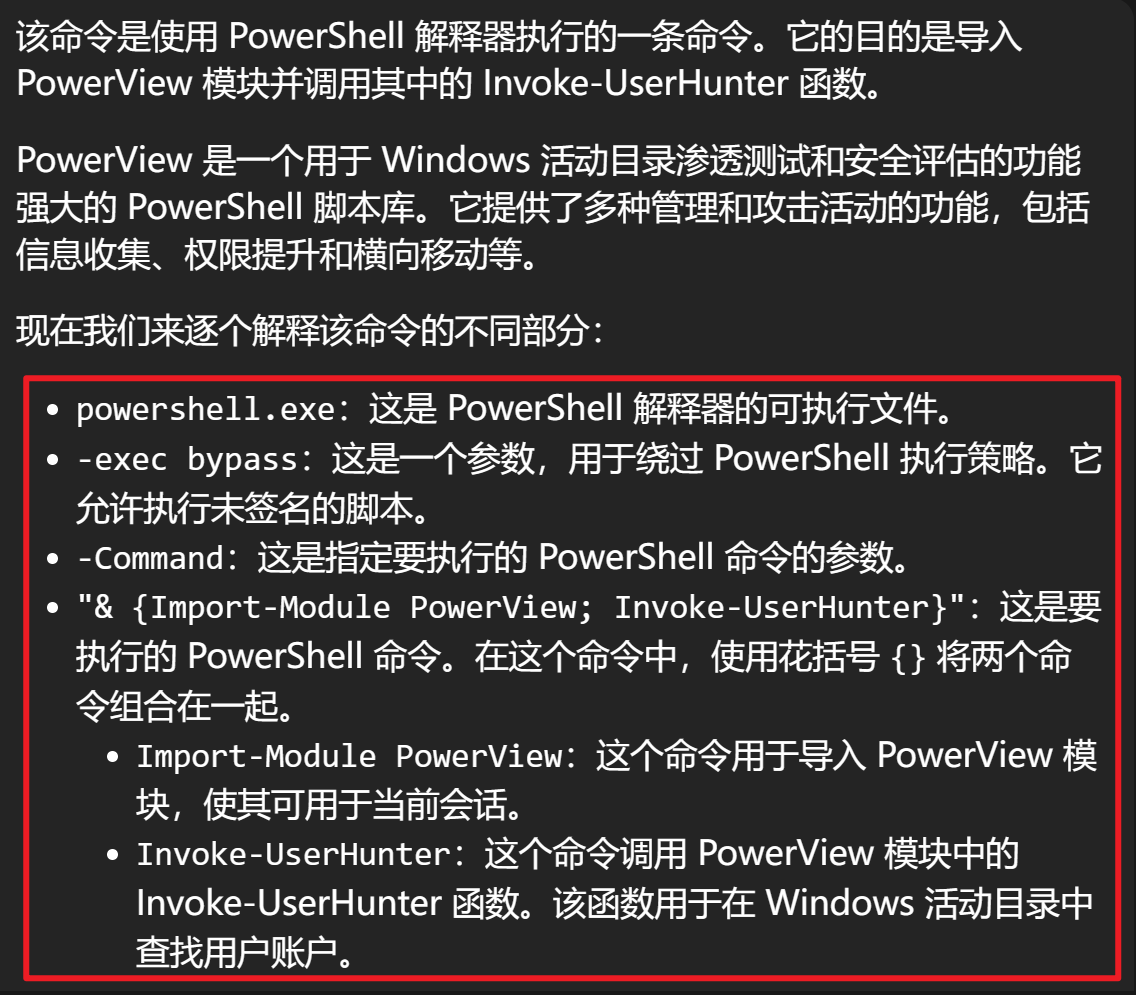 该命令是使用 PowerShell 解释器执行的一条命令。它的目的是导入
PowerView 模块并调用其中的 Invoke-UserHunter 函数。
PowerView 是一个用于 Windows 活动目录渗透测试和安全评估的功能
强大的 PowerShell 脚本库。它提供了多种管理和攻击活动的功能，包括
信息收集、权限提升和横向移动等。
现在我们来逐个解释该命令的不同部分：
• powershell.exe：这是 PowerShell 解释器的可执行文件。
• -exec bypass：这是一个参数，用于绕过 PowerShell 执行策略。它
允许执行未签名的脚本。
• -Command：这是指定要执行的 PowerShell 命令的参数。
• "& {Import-Module PowerView; Invoke-UserHunter}"：这是要
执行的 PowerShell 命令。在这个命令中，使用花括号 {} 将两个命
令组合在一起。
• Import-Module PowerView：这个命令用于导入 PowerView 模
块，使其可用于当前会话。
• Invoke-UserHunter：这个命令调用 PowerView 模块中的
Invoke-UserHunter 函数。该函数用于在 Windows 活动目录中
查找用户账户。